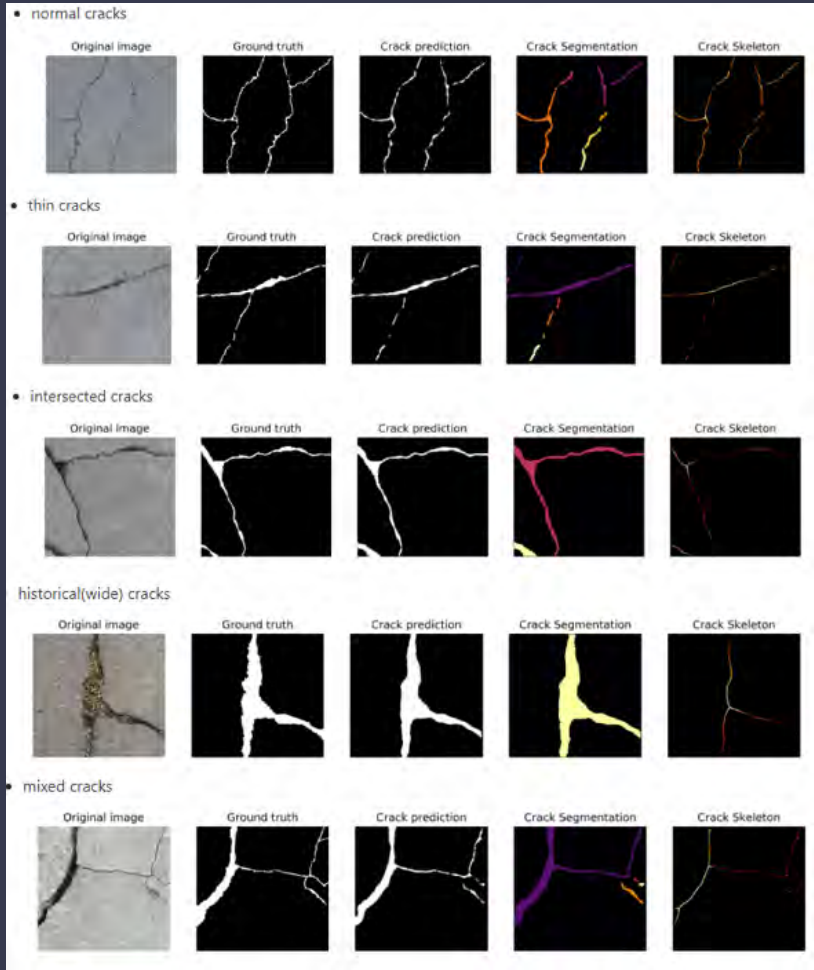 • normal cracks
Original image Ground truth Crack prediction Crack Segmentation Crack Skeleton
• thin cracks
Original image Ground truth Crack prediction Crack Segmentation Crack Skeleton
• intersected cracks
Original image Ground truth Crack prediction Crack Segmentation Crack Skeleton
historical(wide) cracks
Original image Ground truth Crack prediction Crack Segmentation Crack Skeleton
• mixed cracks
Original image Ground truth Crack prediction Crack Segmentation Crack Skeleton